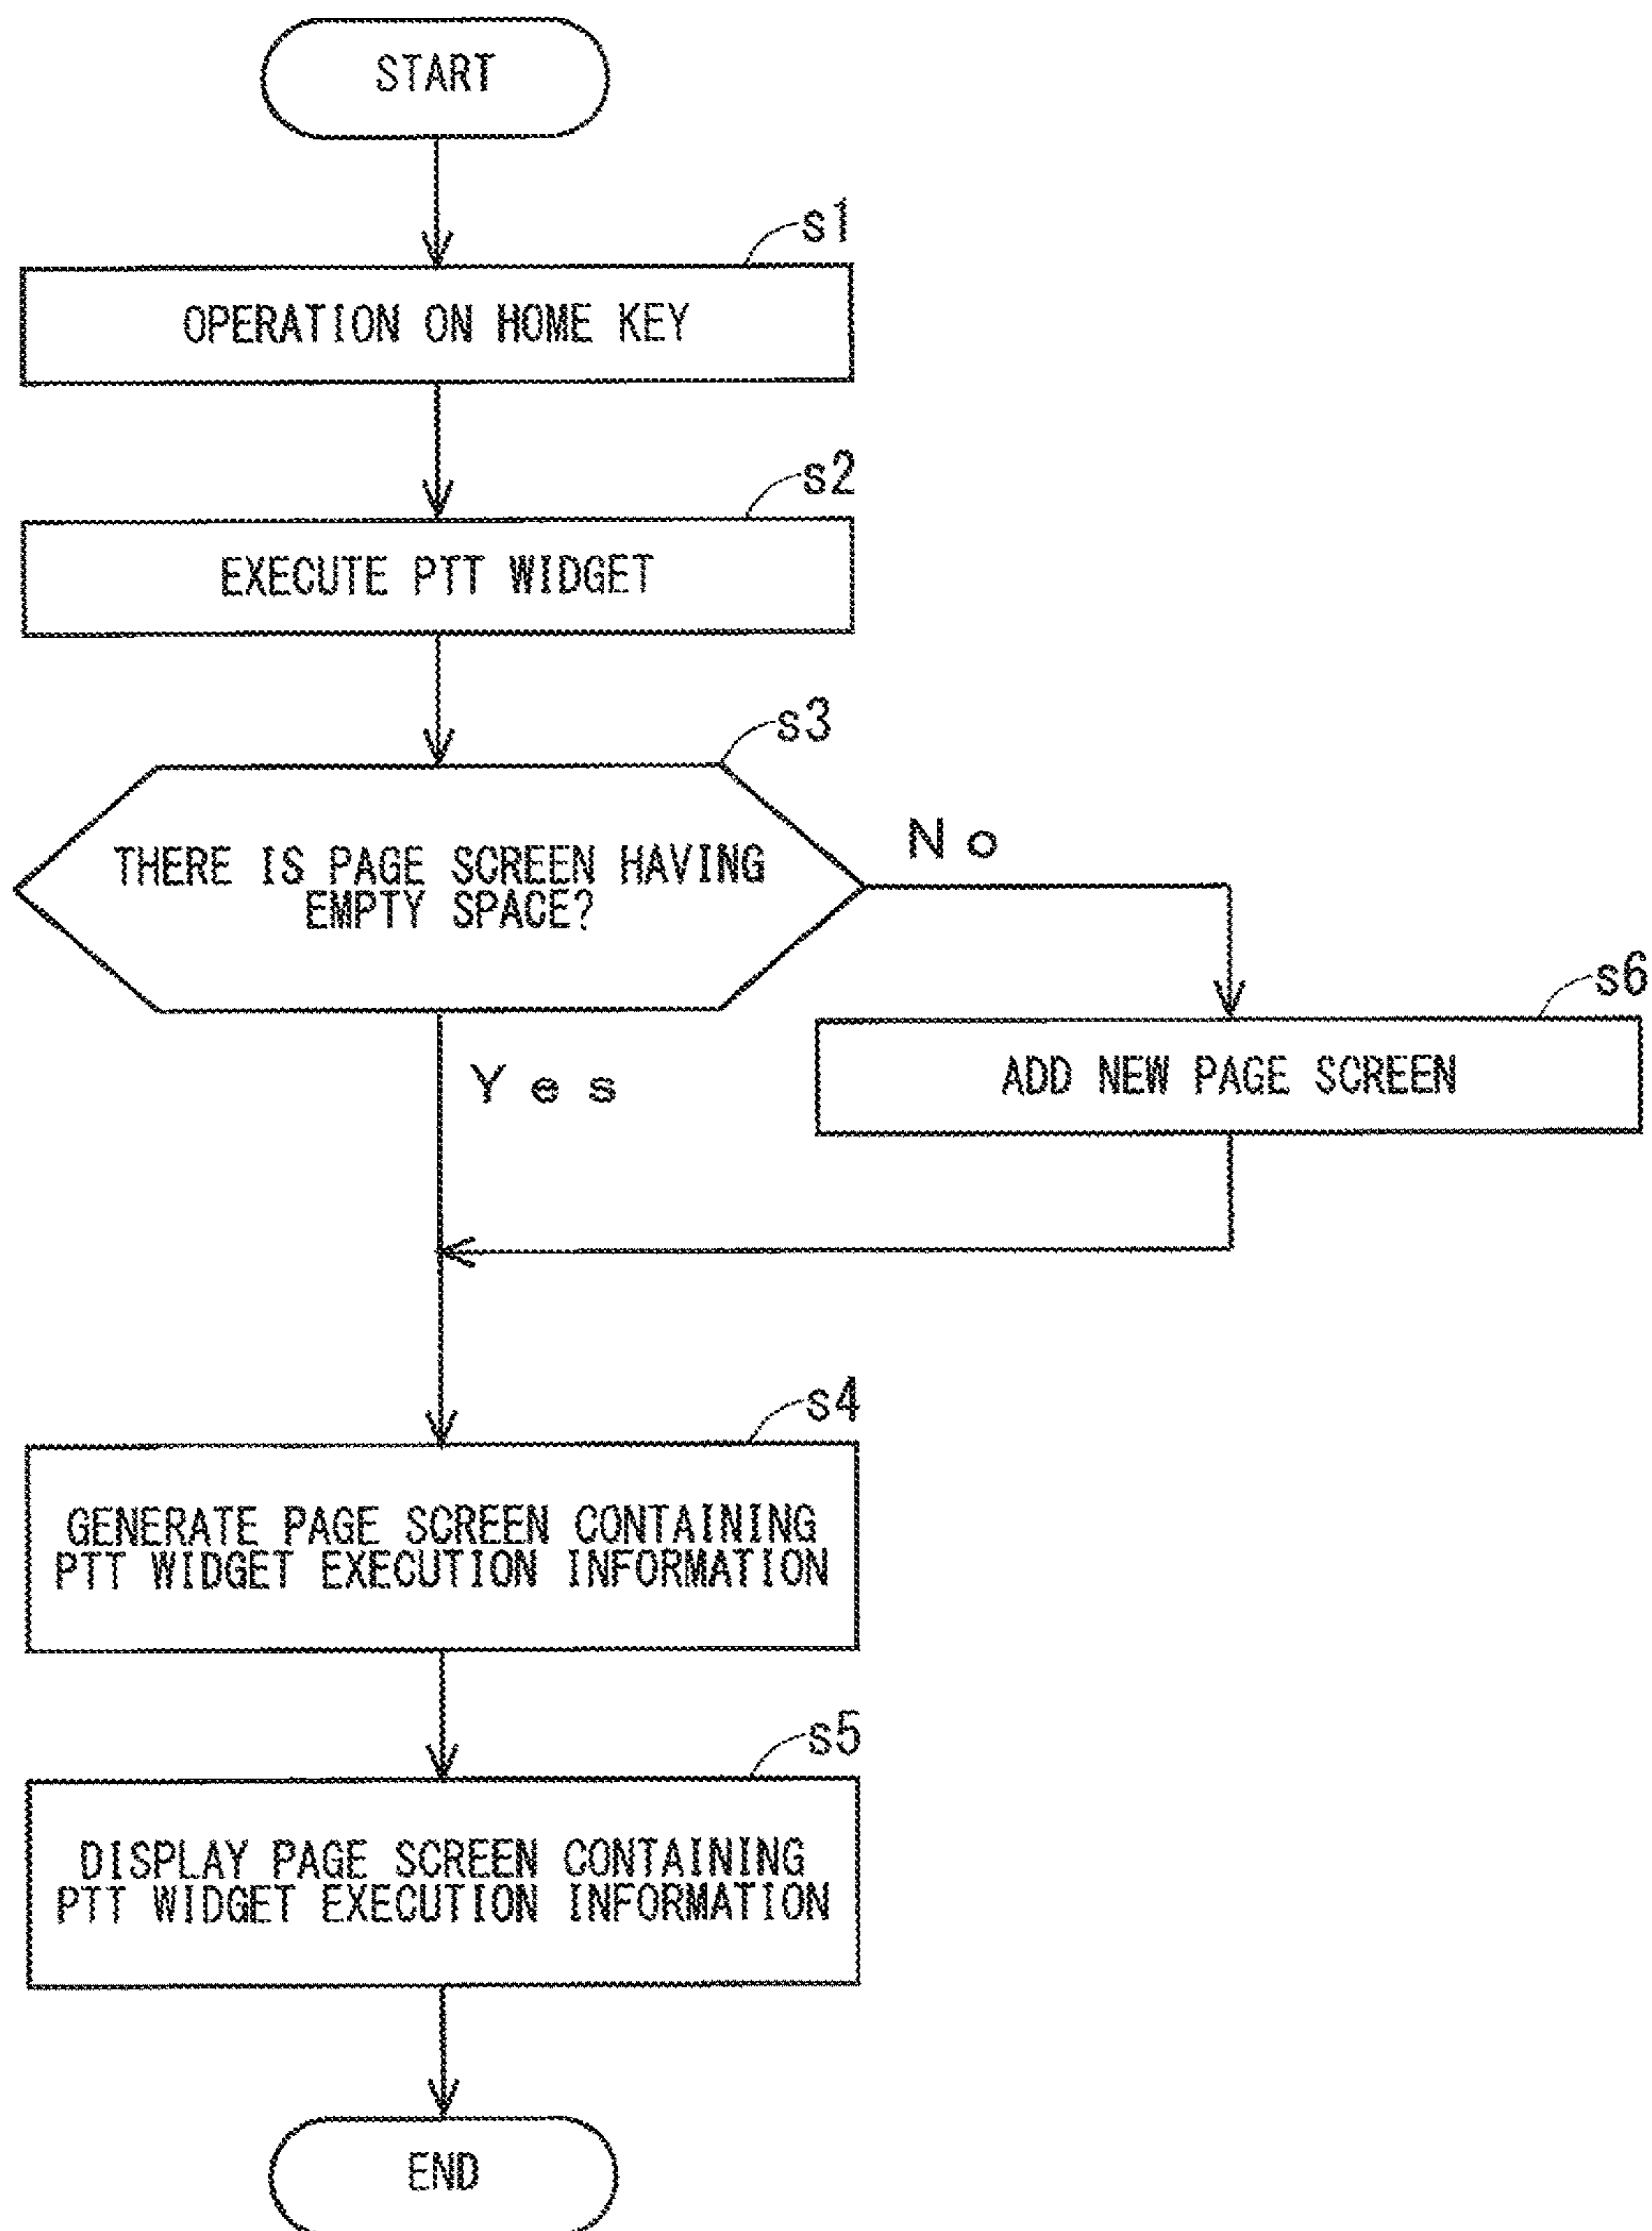 START
s1
OPERATION ON HOME KEY
s2
EXECUTE PTT WIDGET
s3
THERE IS PAGE SCREEN HAVING
EMPTY SPACE?
No
s6
ADD NEW PAGE SCREEN
Yes
s4
GENERATE PAGE SCREEN CONTAINING
PTT WIDGET EXECUTION INFORMATION
s5
DISPLAY PAGE SCREEN CONTAINING
PTT WIDGET EXECUTION INFORMATION
END